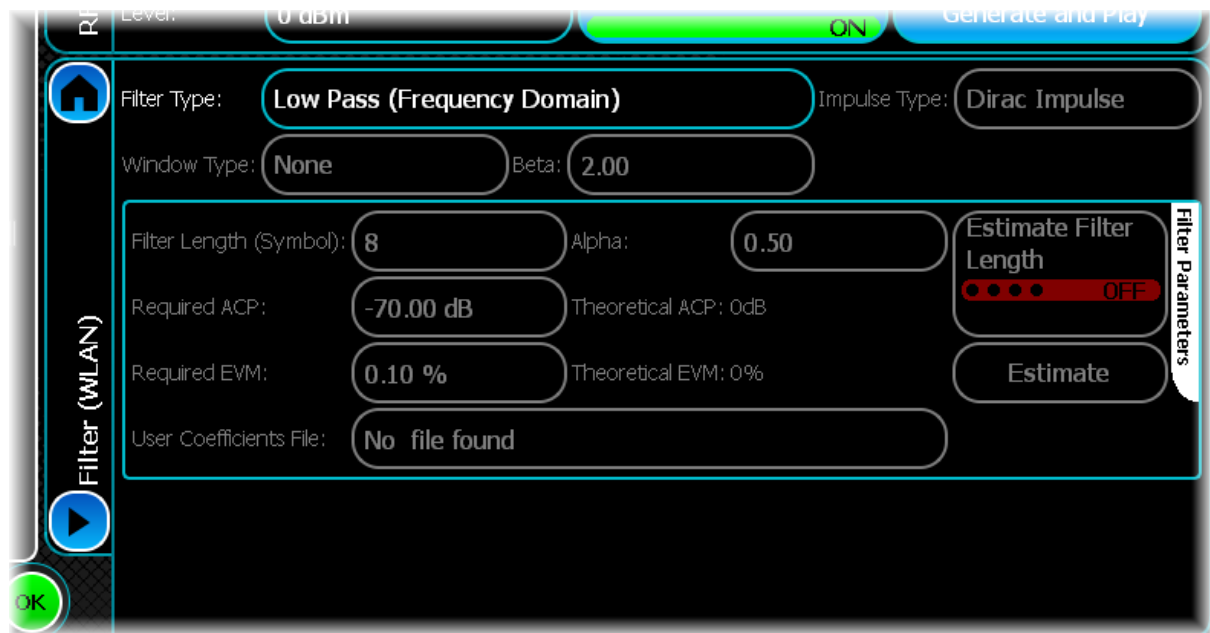 RF
Level:
0 dBm
ON
Generate and Play
Filter Type:
Low Pass (Frequency Domain)
Impulse Type:
Dirac Impulse
Window Type:
None
Beta:
2.00
Filter (WLAN)
Filter Parameters
Filter Length (Symbol):
8
Alpha:
0.50
Estimate Filter
Length
OFF
Required ACP:
-70.00 dB
Theoretical ACP: 0dB
Required EVM:
0.10 %
Theoretical EVM: 0%
Estimate
User Coefficients File:
No file found
OK